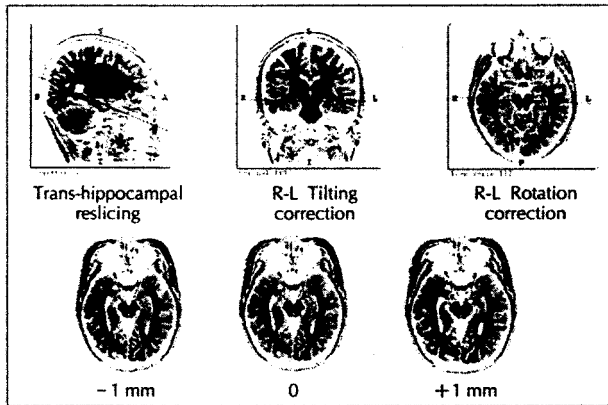 Trans-hippocampal
reslicing
R-L Tilting
correction
R-L Rotation
correction
− 1 mm
0
+ 1 mm